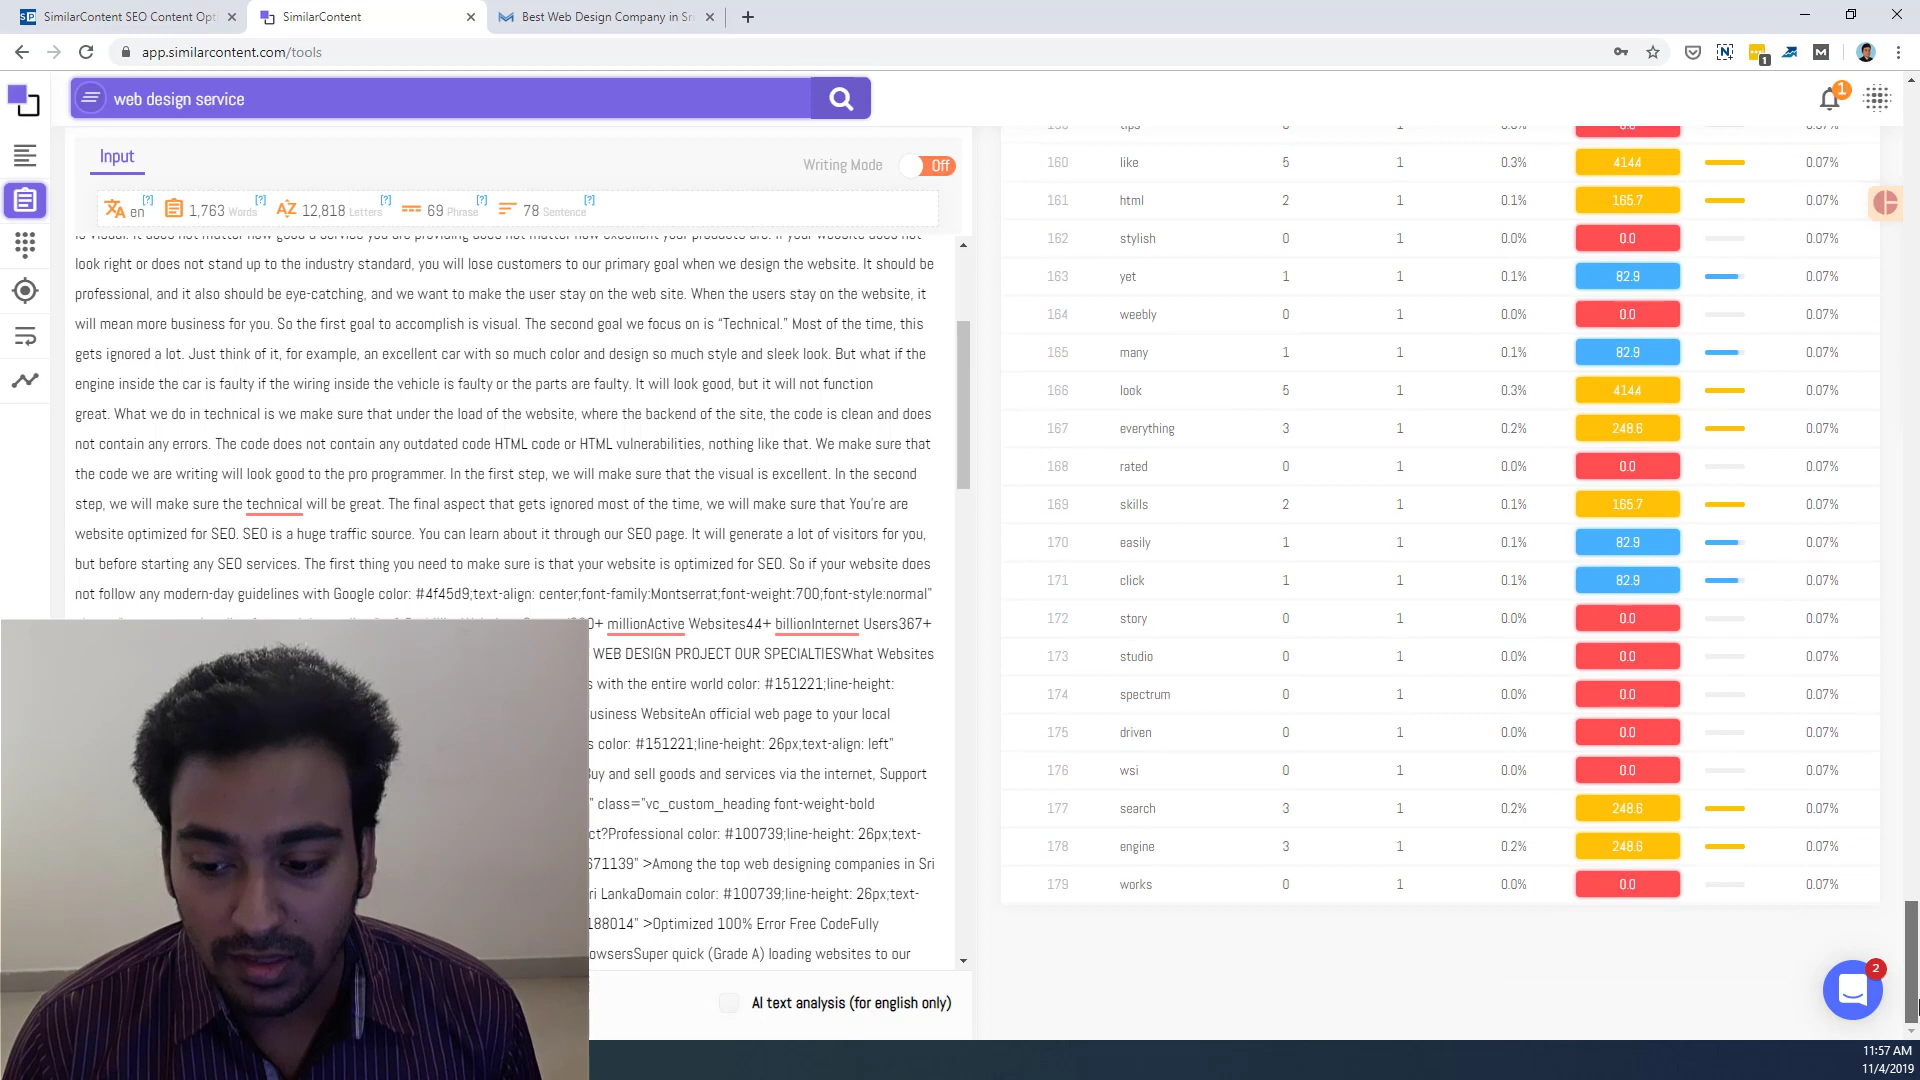 SimilarContent SEO Content Opt
SimilarContent
Best Web Design Company in Sri
app.similarcontent.com/tools
1
web design service
1
Input
Writing Mode
Off
en [?] 1,763 Words [?] 12,818 Letters [?] 69 Phrase [?] 78 Sentence [?]
is visual. It does not matter how good a service you are providing does not matter how excellent your products are. If your website does not
look right or does not stand up to the industry standard, you will lose customers to our primary goal when we design the website. It should be
professional, and it also should be eye-catching, and we want to make the user stay on the web site. When the users stay on the website, it
will mean more business for you. So the first goal to accomplish is visual. The second goal we focus on is “Technical.” Most of the time, this
gets ignored a lot. Just think of it, for example, an excellent car with so much color and design so much style and sleek look. But what if the
engine inside the car is faulty if the wiring inside the vehicle is faulty or the parts are faulty. It will look good, but it will not function
great. What we do in technical is we make sure that under the load of the website, where the backend of the site, the code is clean and does
not contain any errors. The code does not contain any outdated code HTML code or HTML vulnerabilities, nothing like that. We make sure that
the code we are writing will look good to the pro programmer. In the first step, we will make sure that the visual is excellent. In the second
step, we will make sure the technical will be great. The final aspect that gets ignored most of the time, we will make sure that You’re are
website optimized for SEO. SEO is a huge traffic source. You can learn about it through our SEO page. It will generate a lot of visitors for you,
but before starting any SEO services. The first thing you need to make sure is that your website is optimized for SEO. So if your website does
not follow any modern-day guidelines with Google color: #4f45d9;text-align: center;font-family:Montserrat;font-weight:700;font-style:normal"
0+ millionActive Websites44+ billionInternet Users367+
WEB DESIGN PROJECT OUR SPECIALTIESWhat Websites
s with the entire world color: #151221;line-height:
usiness WebsiteAn official web page to your local
s color: #151221;line-height: 26px;text-align: left"
Buy and sell goods and services via the internet, Support
" class="vc_custom_heading font-weight-bold
ct?Professional color: #100739;line-height: 26px;text-
671139" >Among the top web designing companies in Sri
ri LankaDomain color: #100739;line-height: 26px;text-
188014" >Optimized 100% Error Free CodeFully
owsersSuper quick (Grade A) loading websites to our
AI text analysis (for english only)
160 like 5 1 0.3% 414.4 0.07%
161 html 2 1 0.1% 165.7 0.07%
162 stylish 0 1 0.0% 0.0 0.07%
163 yet 1 1 0.1% 82.9 0.07%
164 weebly 0 1 0.0% 0.0 0.07%
165 many 1 1 0.1% 82.9 0.07%
166 look 5 1 0.3% 414.4 0.07%
167 everything 3 1 0.2% 248.6 0.07%
168 rated 0 1 0.0% 0.0 0.07%
169 skills 2 1 0.1% 165.7 0.07%
170 easily 1 1 0.1% 82.9 0.07%
171 click 1 1 0.1% 82.9 0.07%
172 story 0 1 0.0% 0.0 0.07%
173 studio 0 1 0.0% 0.0 0.07%
174 spectrum 0 1 0.0% 0.0 0.07%
175 driven 0 1 0.0% 0.0 0.07%
176 wsi 0 1 0.0% 0.0 0.07%
177 search 3 1 0.2% 248.6 0.07%
178 engine 3 1 0.2% 248.6 0.07%
179 works 0 1 0.0% 0.0 0.07%
2
11:57 AM
11/4/2019